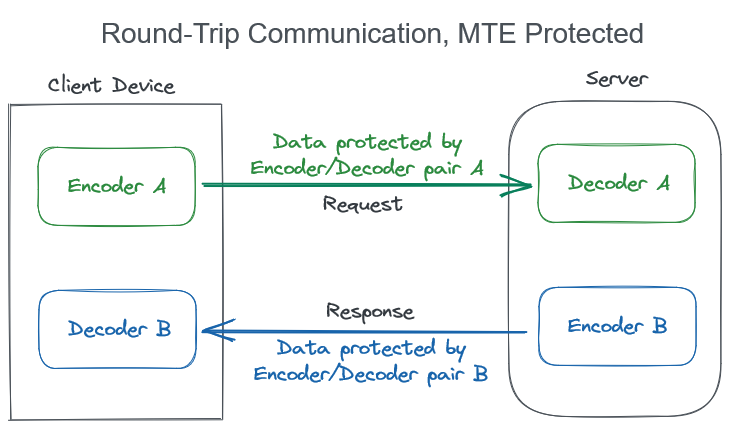 Round-Trip Communication, MTE Protected
Client Device
Server
Encoder A
Data protected by
Encoder/Decoder pair A
Request
Decoder A
Decoder B
Response
Data protected by
Encoder/Decoder pair B
Encoder B